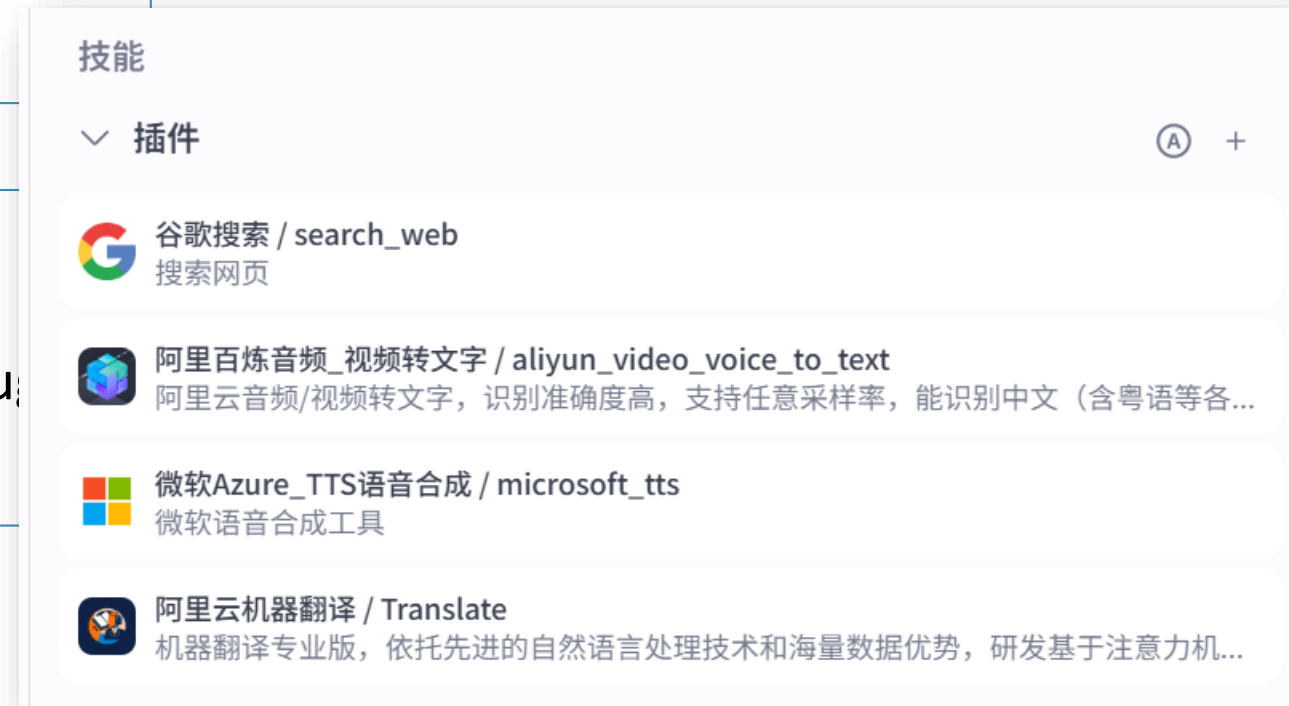 技能
插件
谷歌搜索 / search_web
搜索网页
阿里百炼音频_视频转文字 / aliyun_video_voice_to_text
阿里云音频/视频转文字，识别准确度高，支持任意采样率，能识别中文（含粤语等各...
微软Azure_TTS语音合成 / microsoft_tts
微软语音合成工具
阿里云机器翻译 / Translate
机器翻译专业版，依托先进的自然语言处理技术和海量数据优势，研发基于注意力机...